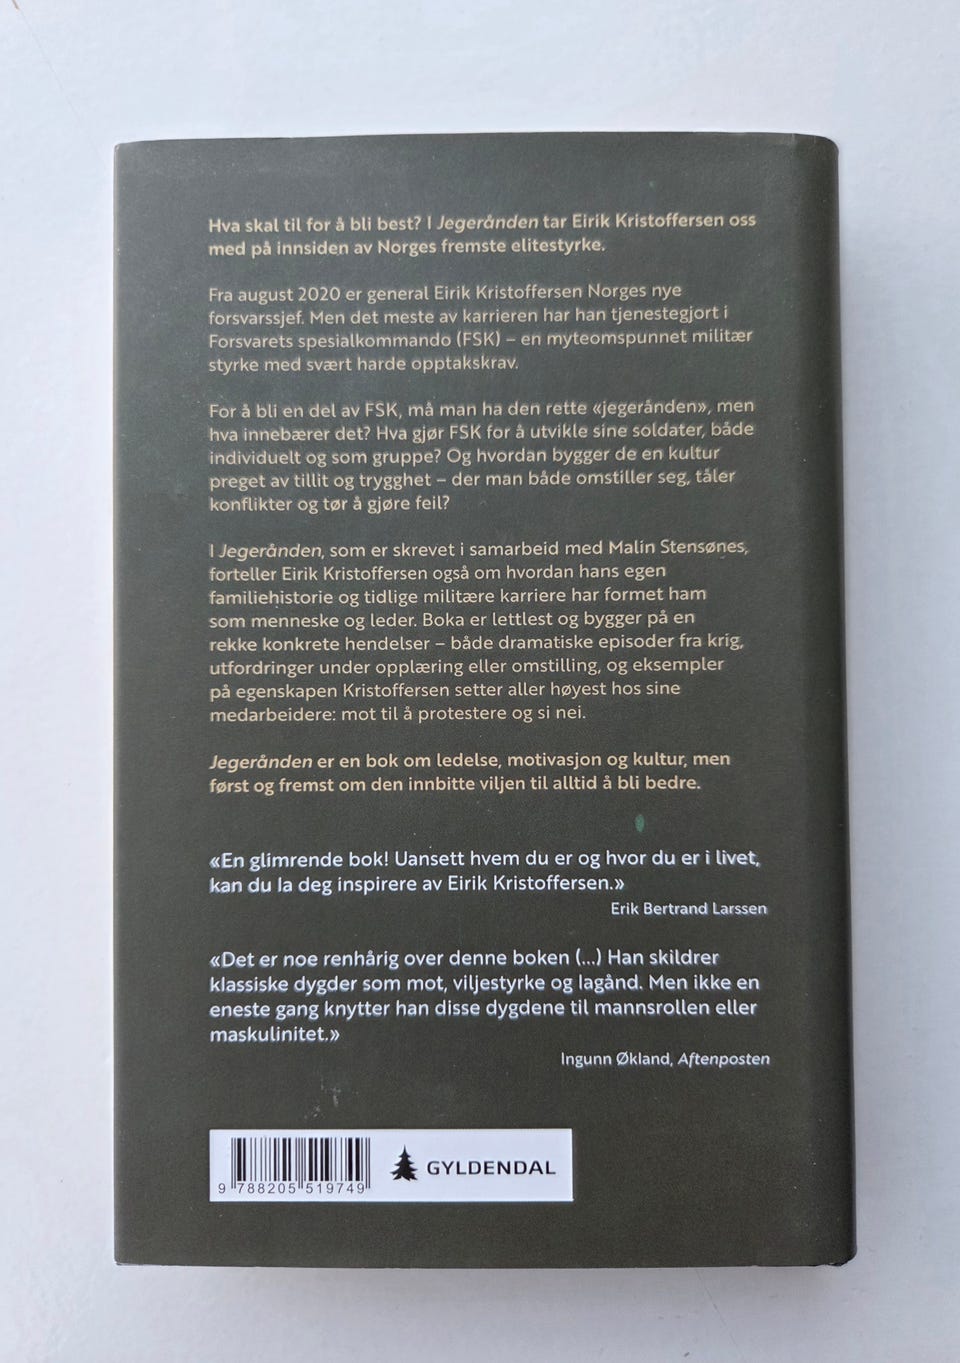 Hva skal til for å bli best? I Jegerånden tar Eirik Kristoffersen oss
med på innsiden av Norges fremste elitestyrke.
Fra august 2020 er general Eirik Kristoffersen Norges nye
forsvarssjef. Men det meste av karrieren har han tjenestegjort i
Forsvarets spesialkommando (FSK) – en myteomspunnet militær
styrke med svært harde opptakskrav.
For å bli en del av FSK, må man ha den rette «jegerånden», men
hva innebærer det? Hva gjør FSK for å utvikle sine soldater, både
individuelt og som gruppe? Og hvordan bygger de en kultur
preget av tillit og trygghet – der man både omstiller seg, tåler
konflikter og tør å gjøre feil?
I Jegerånden, som er skrevet i samarbeid med Malin Stensønes,
forteller Eirik Kristoffersen også om hvordan hans egen
familiehistorie og tidlige militære karriere har formet ham
som menneske og leder. Boka er lettlest og bygger på en
rekke konkrete hendelser – både dramatiske episoder fra krig,
utfordringer under opplæring eller omstilling, og eksempler
på egenskapen Kristoffersen setter aller høyest hos sine
medarbeidere: mot til å protestere og si nei.
Jegerånden er en bok om ledelse, motivasjon og kultur, men
først og fremst om den innbitte viljen til alltid å bli bedre.
«En glimrende bok! Uansett hvem du er og hvor du er i livet,
kan du la deg inspirere av Eirik Kristoffersen.»
Erik Bertrand Larssen
«Det er noe renhårig over denne boken (...) Han skildrer
klassiske dygder som mot, viljestyrke og lagånd. Men ikke en
eneste gang knytter han disse dygdene til mannsrollen eller
maskulinitet.»
Ingunn Økland, Aftenposten
GYLDENDAL
9 788205 519749